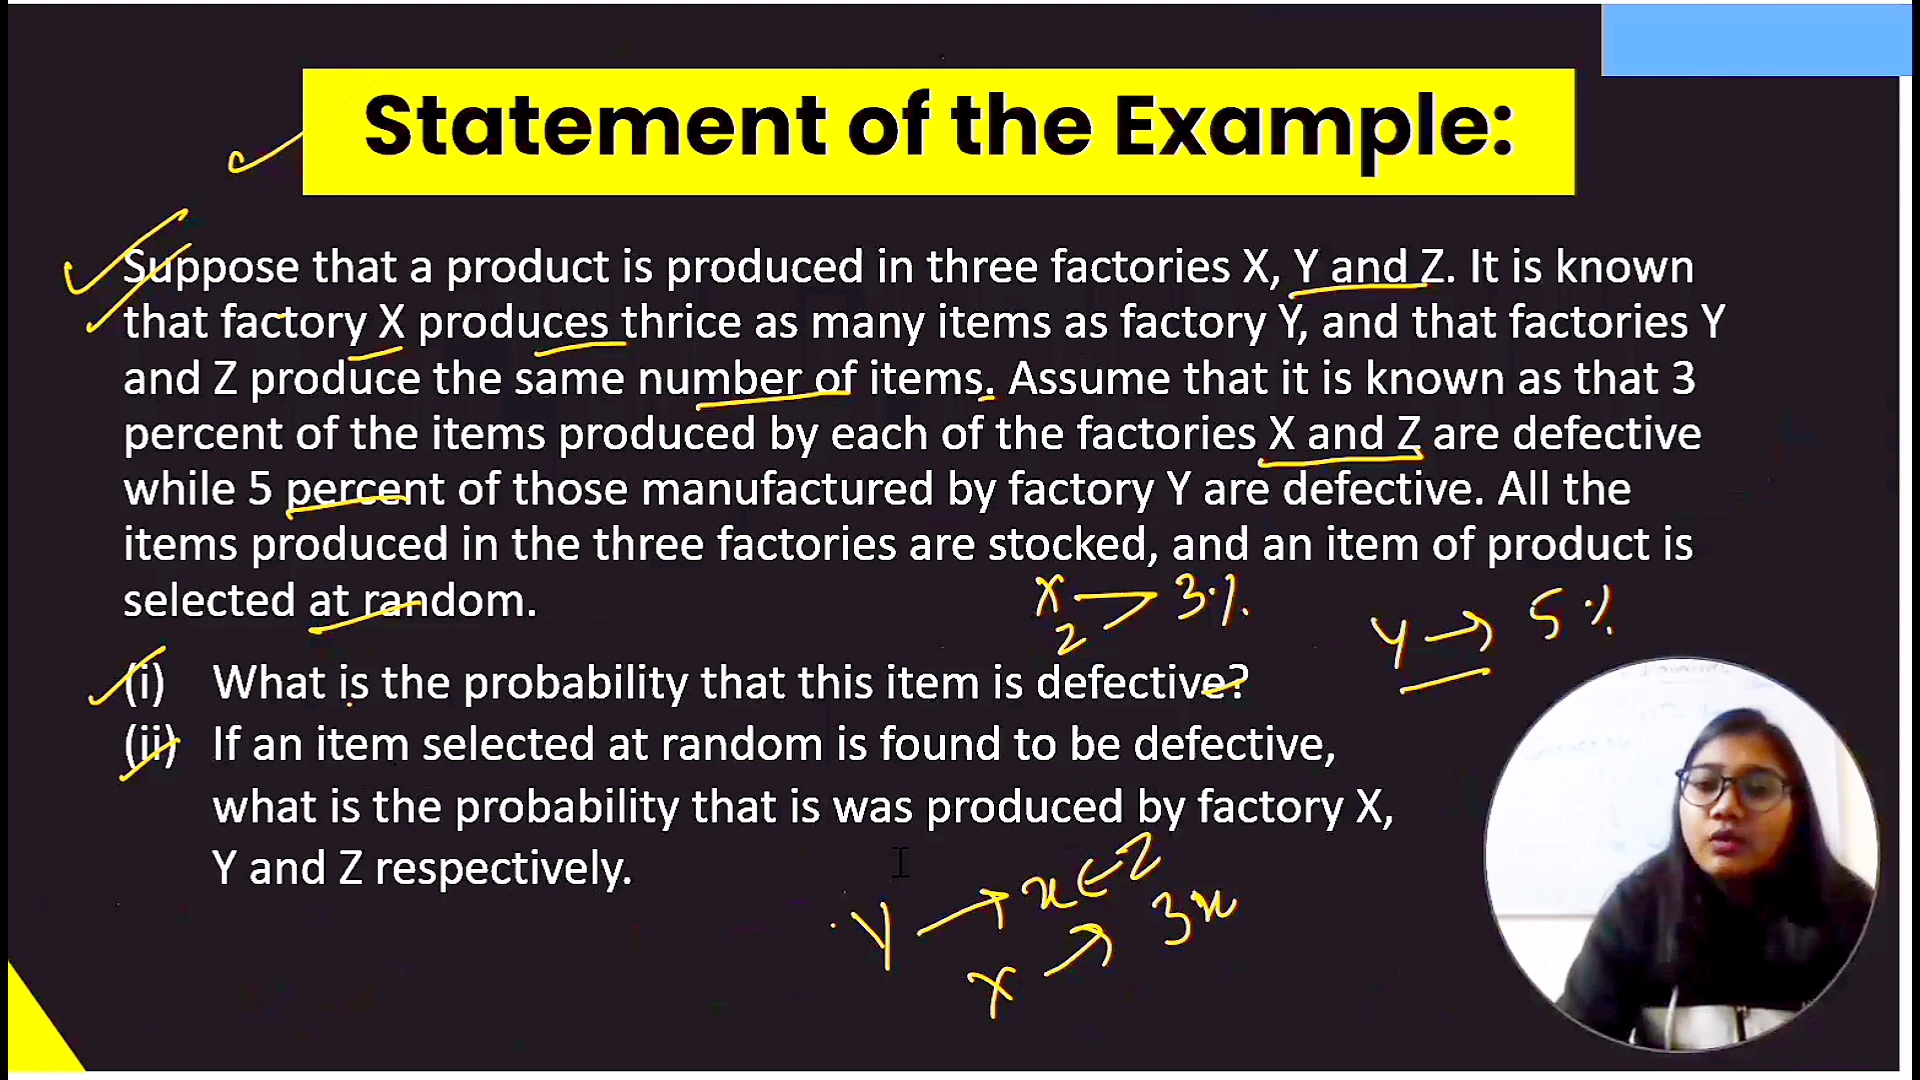 Statement of the Example:
Suppose that a product is produced in three factories X, Y and Z. It is known
that factory X produces thrice as many items as factory Y, and that factories Y
and Z produce the same number of items. Assume that it is known as that 3
percent of the items produced by each of the factories X and Z are defective
while 5 percent of those manufactured by factory Y are defective. All the
items produced in the three factories are stocked, and an item of product is
selected at random.
X → 3%
Z
Y → 5%
(i) What is the probability that this item is defective?
(ii) If an item selected at random is found to be defective,
what is the probability that is was produced by factory X,
Y and Z respectively.
Y → x ← Z
X → 3x